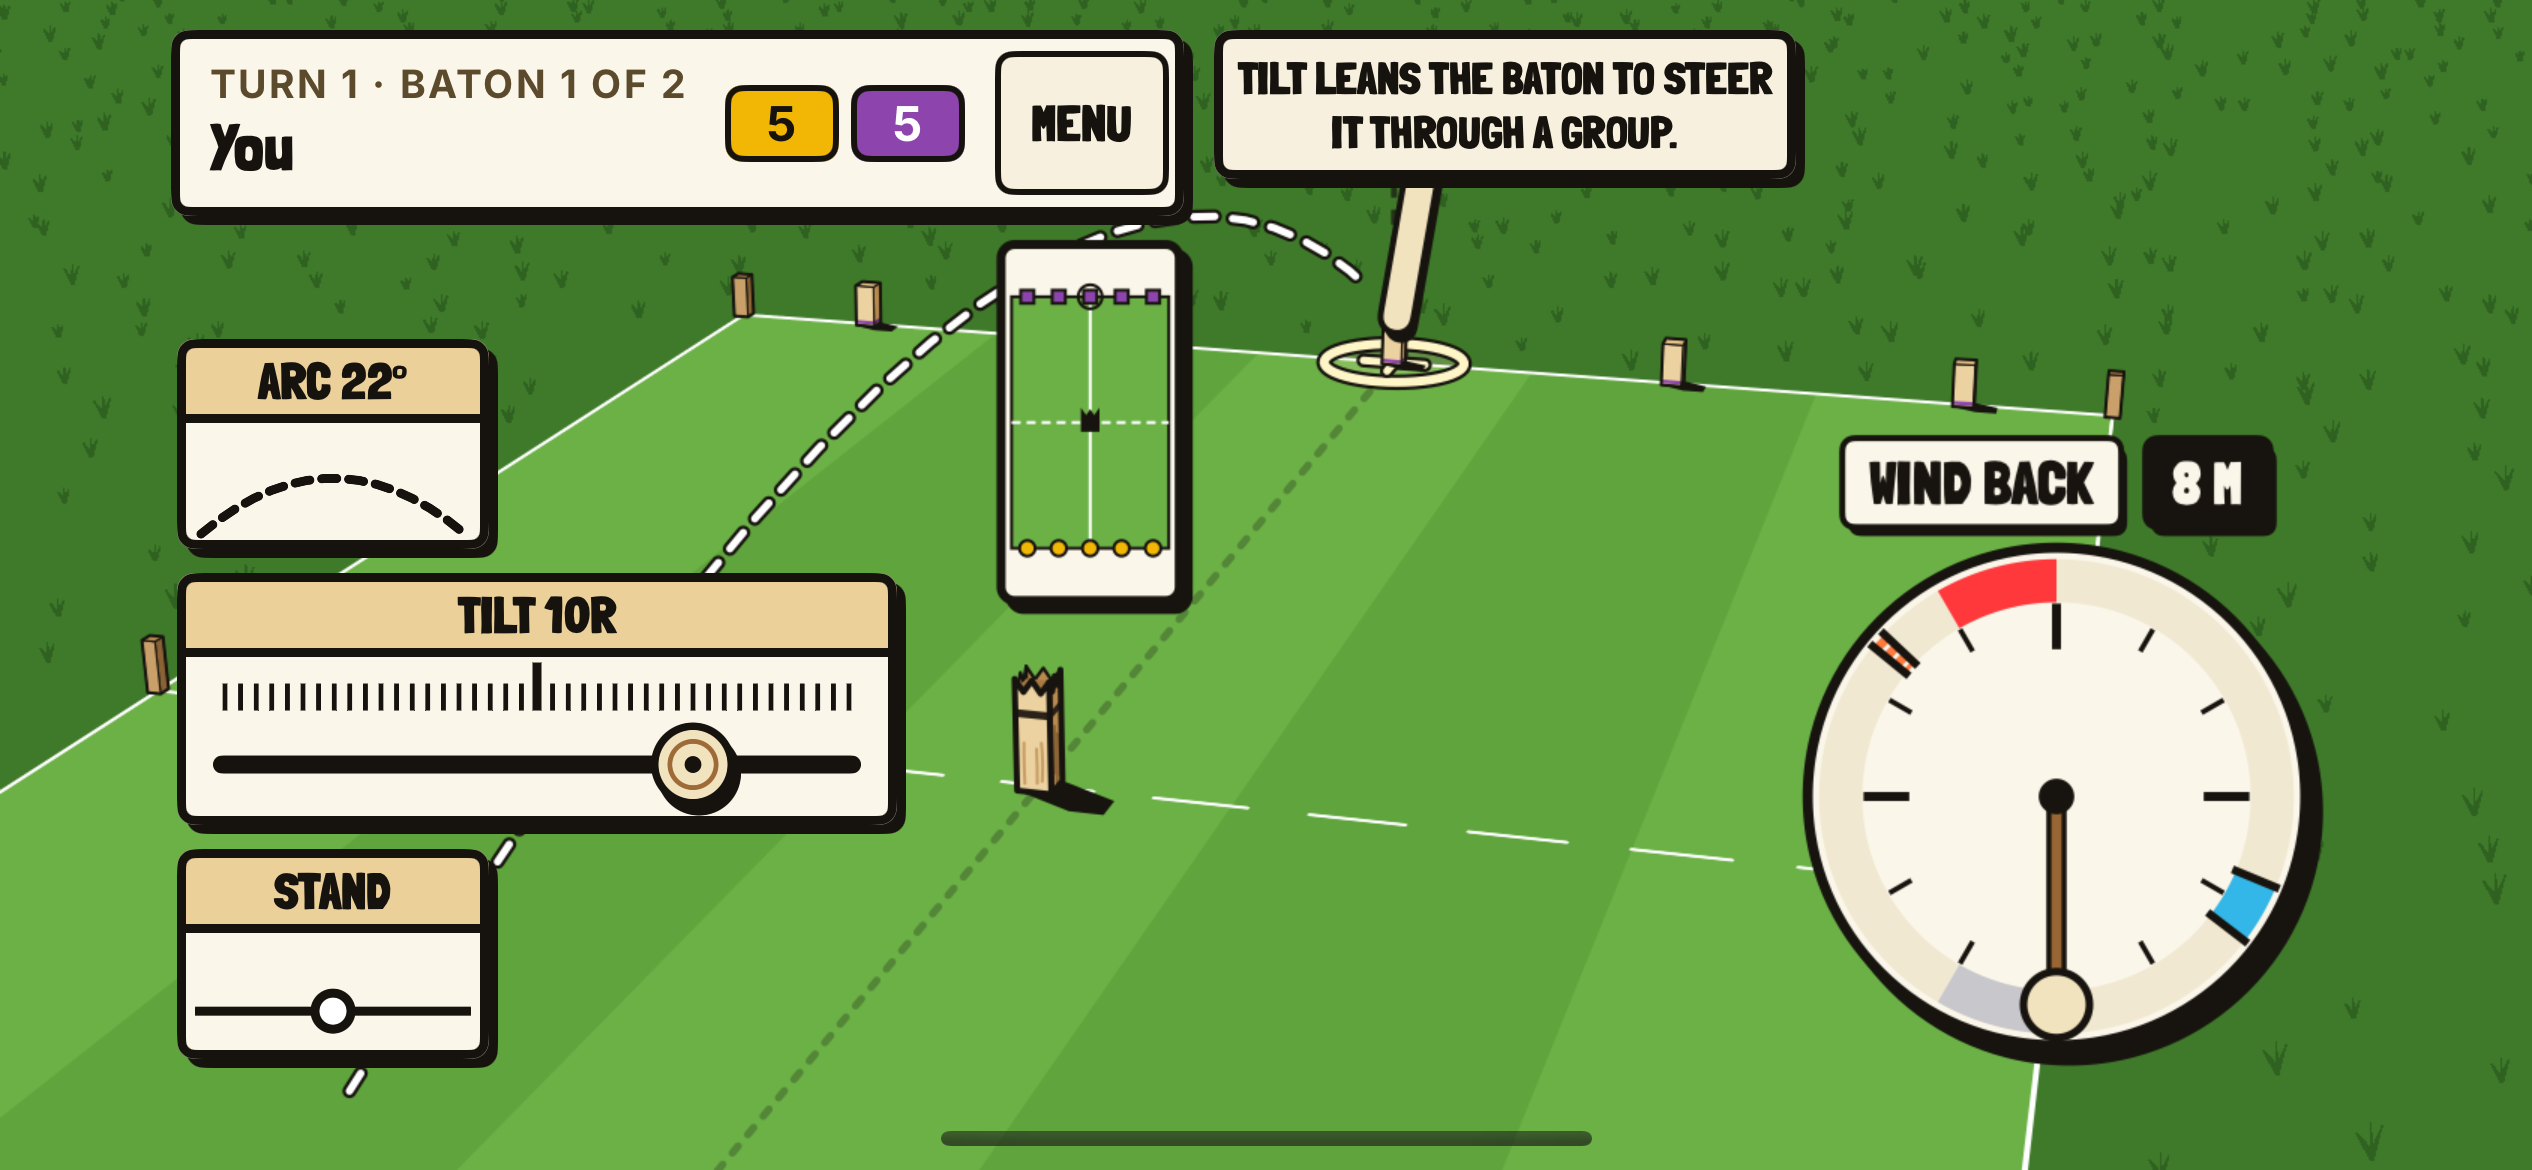 TURN 1 · BATON 1 OF 2
You
5
5
MENU
TILT LEANS THE BATON TO STEER
IT THROUGH A GROUP.
ARC 22°
TILT 10R
STAND
WIND BACK
8 M